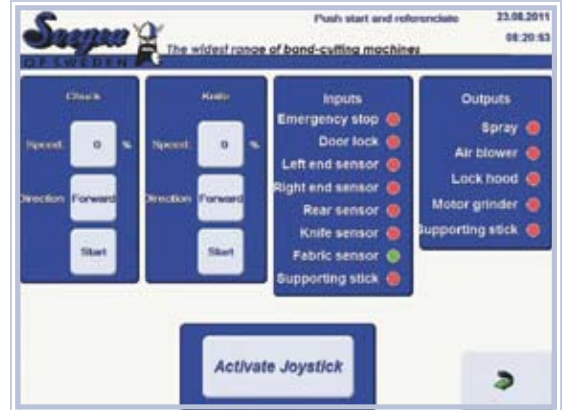 Push start and referenciate
23.08.2011
08:20:53
Svegea
OF SWEDEN
The widest range of band-cutting machines
Chuck
Speed: 0 %
Direction Forward
Start
Knife
Speed: 0 %
Direction Forward
Start
Inputs
Emergency stop
Door lock
Left end sensor
Right end sensor
Rear sensor
Knife sensor
Fabric sensor
Supporting stick
Outputs
Spray
Air blower
Lock hood
Motor grinder
Supporting stick
Activate Joystick